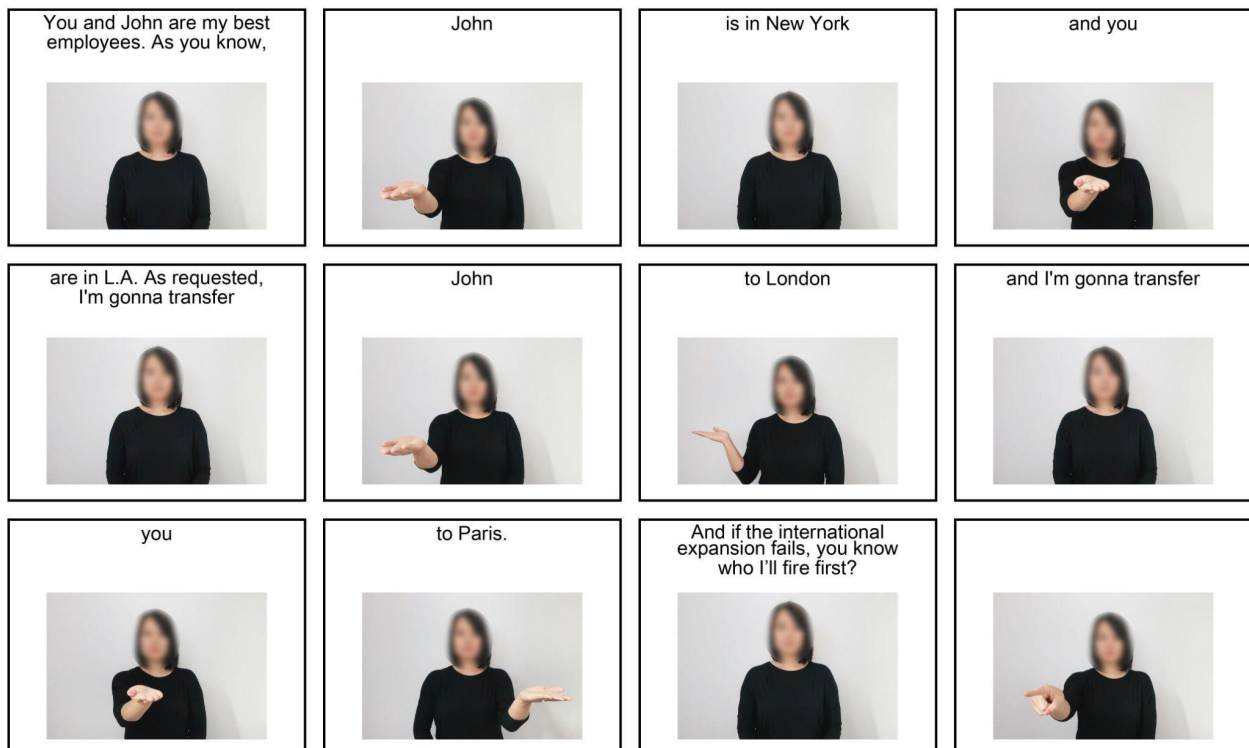 You and John are my best
employees. As you know,
John
is in New York
and you
are in L.A. As requested,
I'm gonna transfer
John
to London
and I'm gonna transfer
you
to Paris.
And if the international
expansion fails, you know
who I’ll fire first?